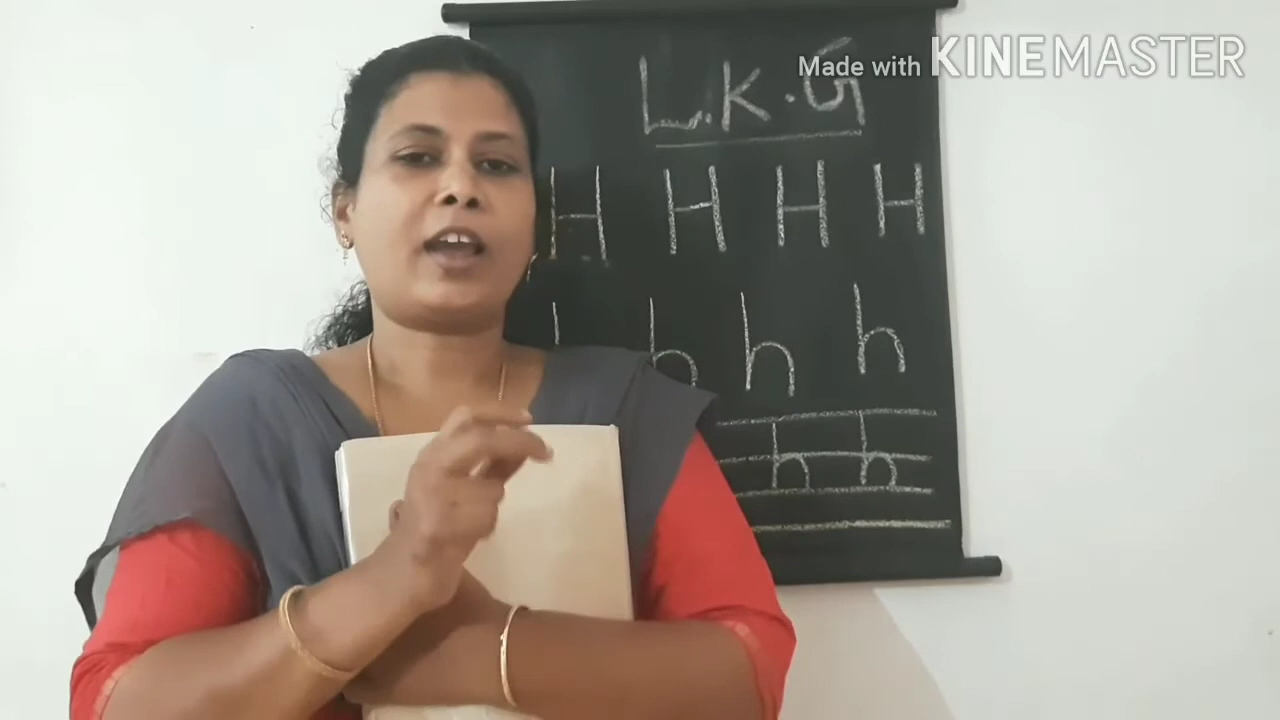 Made with KINEMASTER
L.K.G
H H H H
h h h
h h